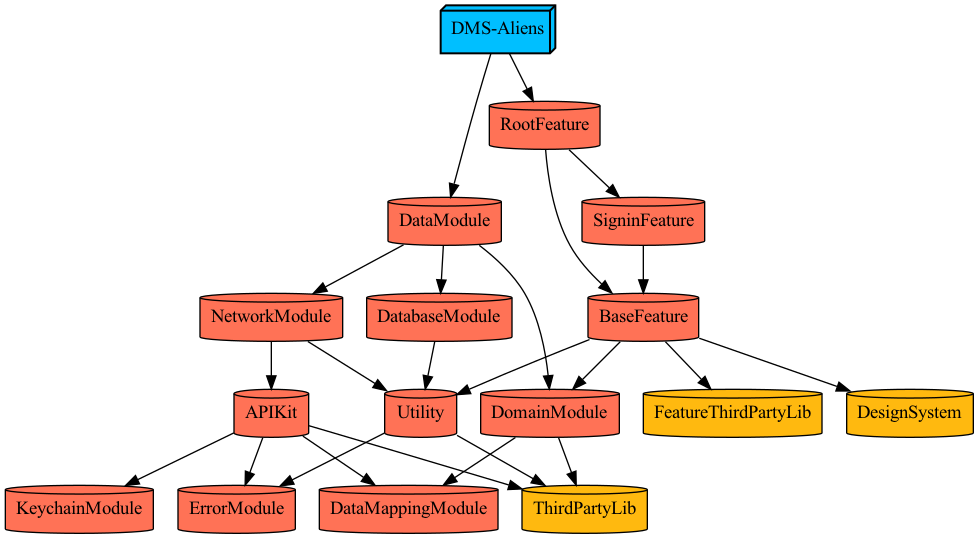 DMS-Aliens
RootFeature
DataModule
SigninFeature
NetworkModule
DatabaseModule
BaseFeature
APIKit
Utility
DomainModule
FeatureThirdPartyLib
DesignSystem
KeychainModule
ErrorModule
DataMappingModule
ThirdPartyLib